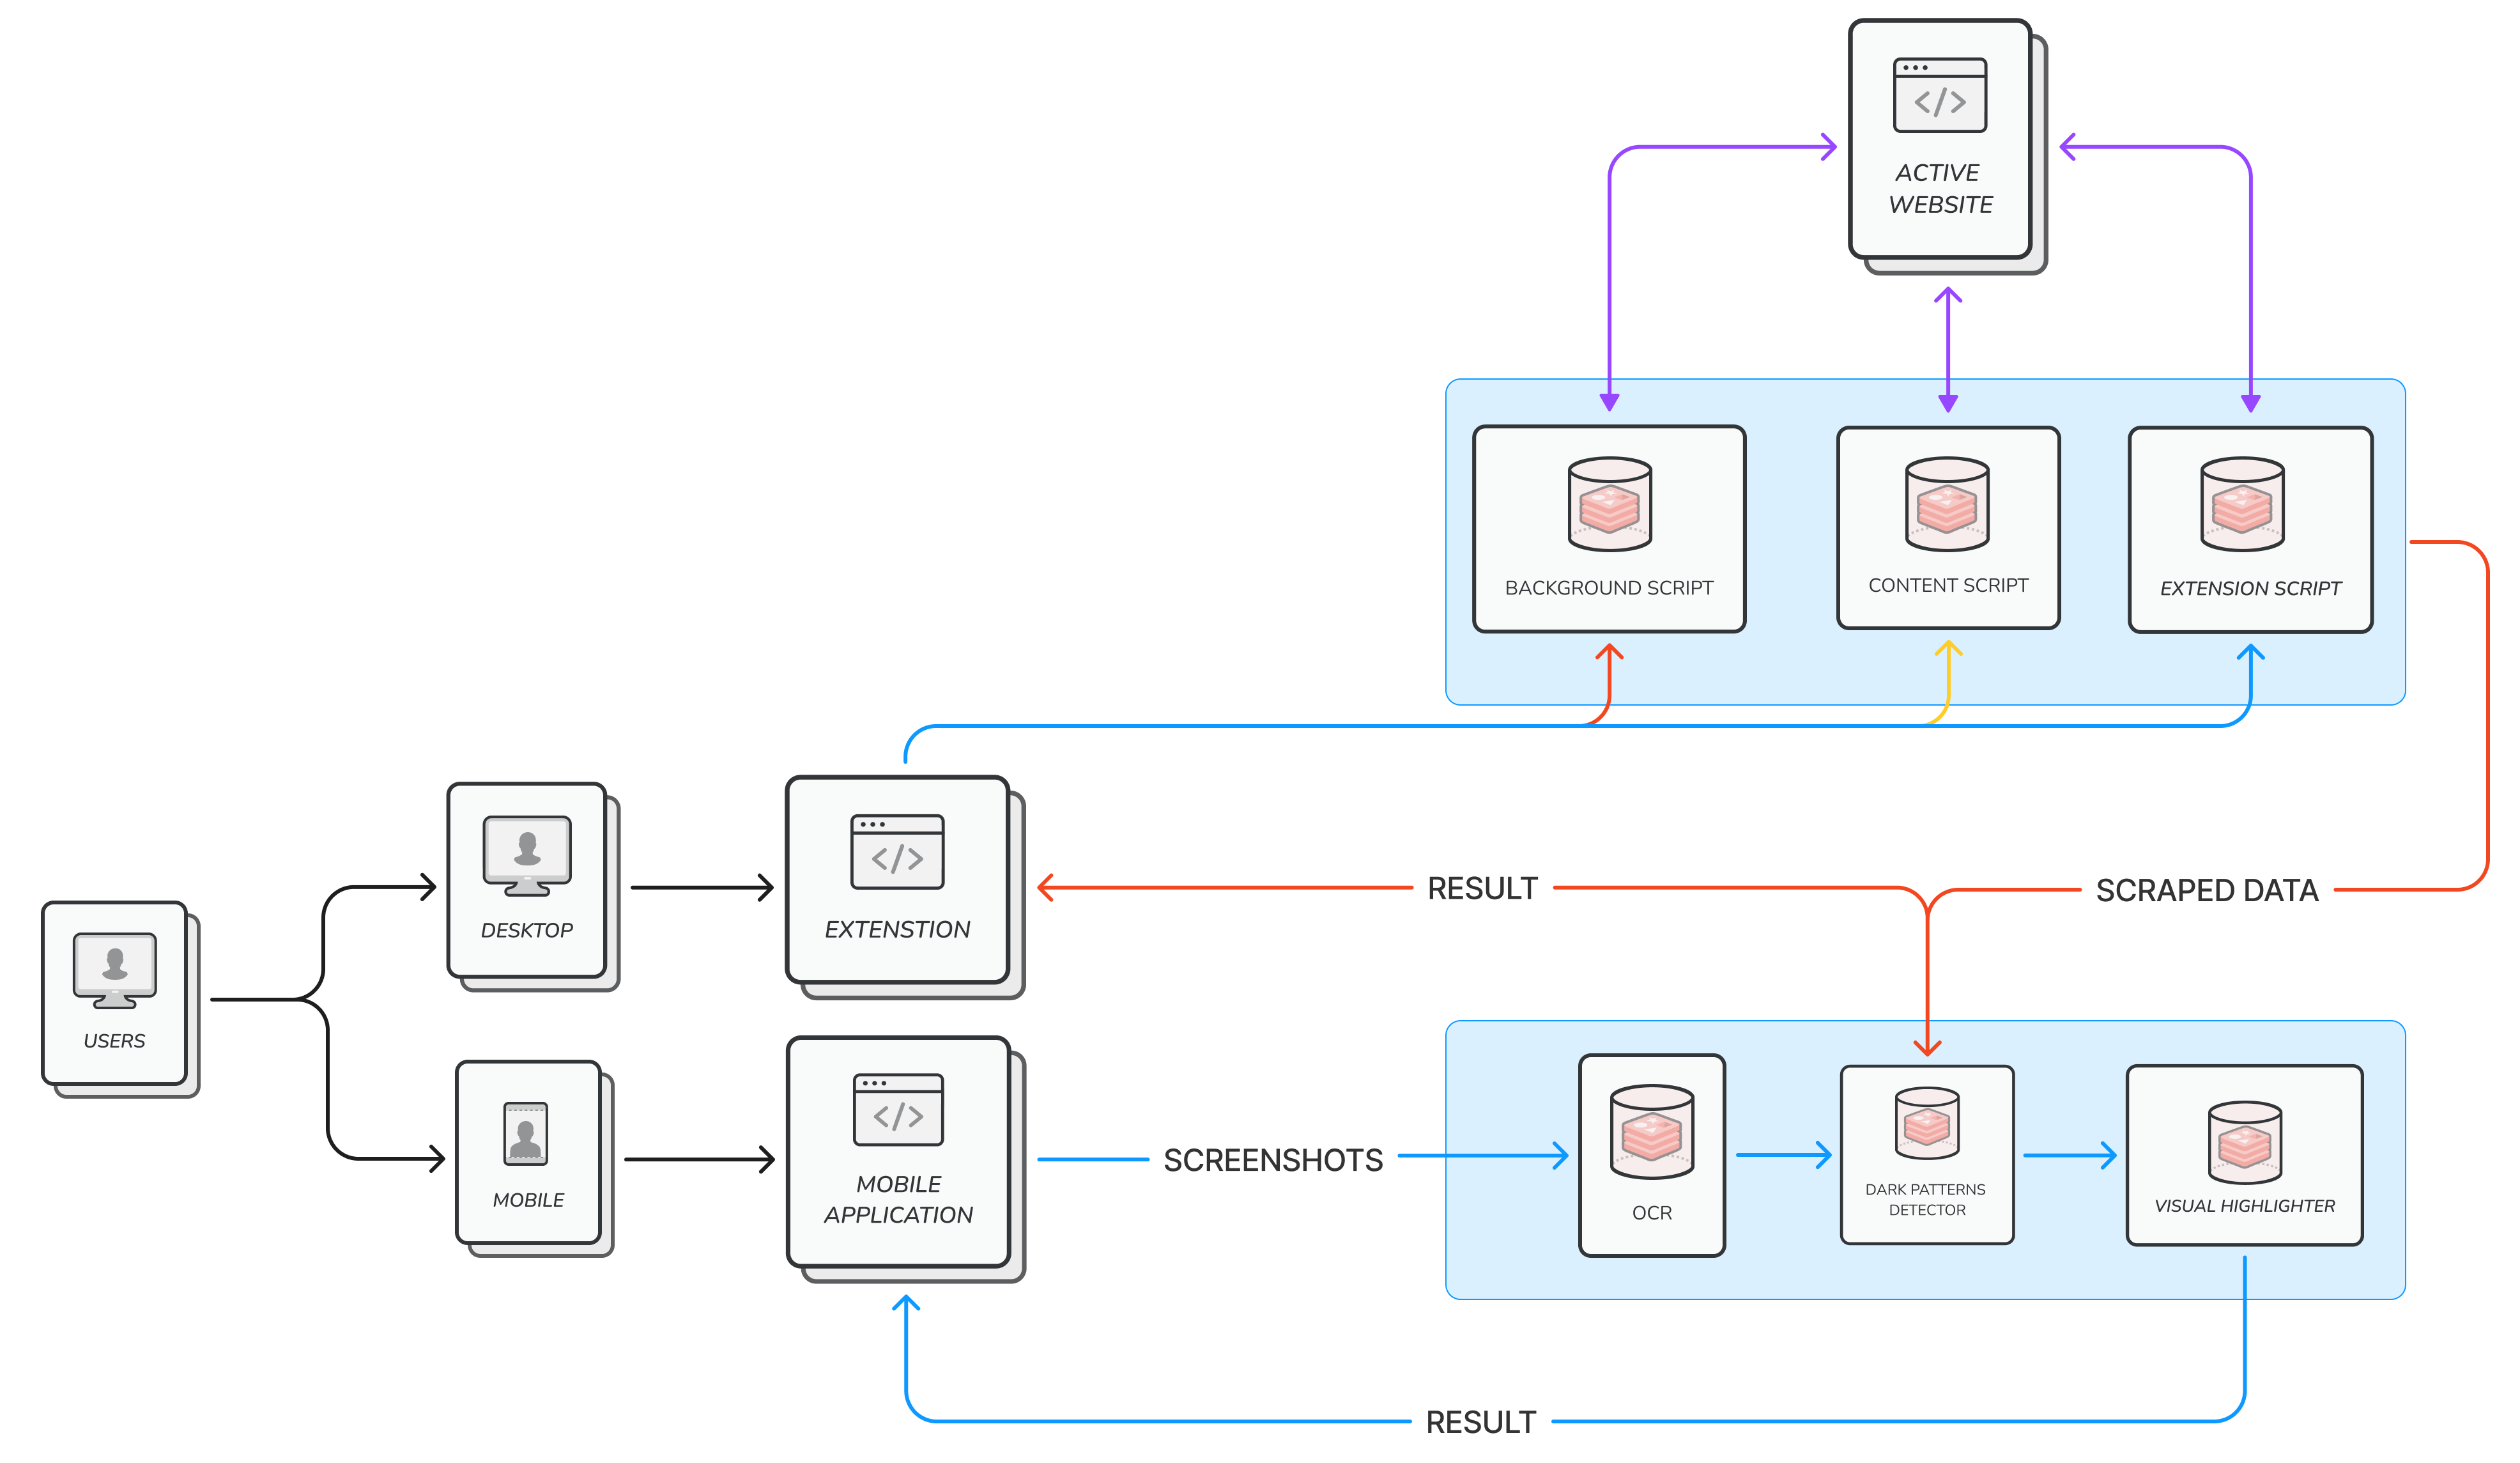 ACTIVE
WEBSITE
BACKGROUND SCRIPT
CONTENT SCRIPT
EXTENSION SCRIPT
DESKTOP
EXTENSTION
RESULT
SCRAPED DATA
USERS
MOBILE
MOBILE
APPLICATION
SCREENSHOTS
OCR
DARK PATTERNS
DETECTOR
VISUAL HIGHLIGHTER
RESULT